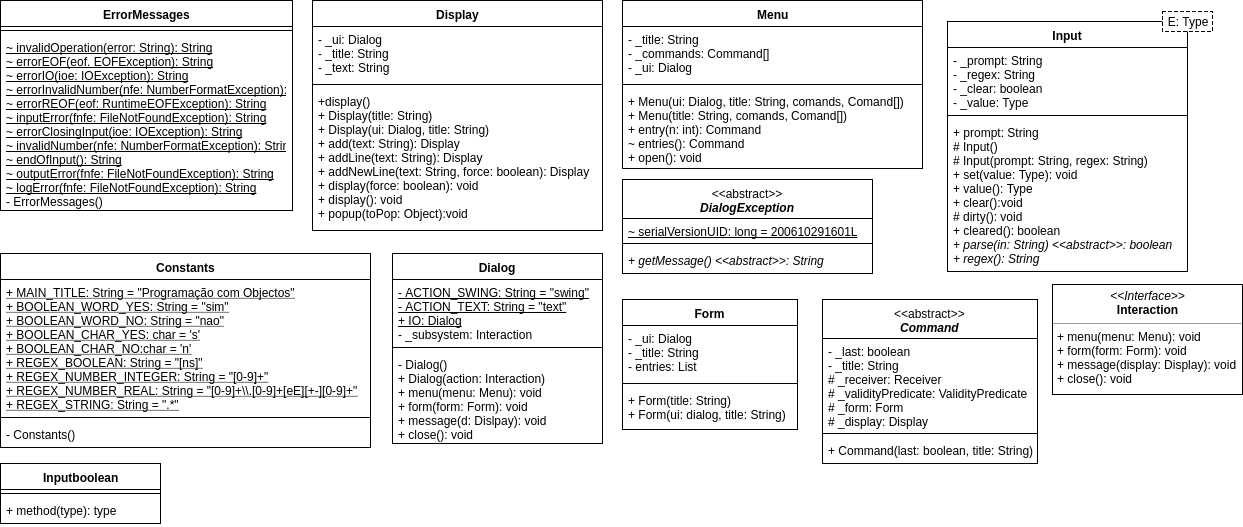 ErrorMessages
~ invalidOperation(error: String): String
~ errorEOF(eof. EOFException): String
~ errorIO(ioe: IOException): String
~ errorInvalidNumber(nfe: NumberFormatException):
~ errorREOF(eof: RuntimeEOFException): String
~ inputError(fnfe: FileNotFoundException): String
~ errorClosingInput(ioe: IOException): String
~ invalidNumber(nfe: NumberFormatException): Strin
~ endOfInput(): String
~ outputError(fnfe: FileNotFoundException): String
~ logError(fnfe: FileNotFoundException): String
- ErrorMessages()
Display
- _ui: Dialog
- _title: String
- _text: String
+display()
+ Display(title: String)
+ Display(ui: Dialog, title: String)
+ add(text: String): Display
+ addLine(text: String): Display
+ addNewLine(text: String, force: boolean): Display
+ display(force: boolean): void
+ display(): void
+ popup(toPop: Object):void
Menu
- _title: String
- _commands: Command[]
- _ui: Dialog
+ Menu(ui: Dialog, title: String, comands, Comand[])
+ Menu(title: String, comands, Comand[])
+ entry(n: int): Command
~ entries(): Command
+ open(): void
E: Type
Input
- _prompt: String
- _regex: String
- _clear: boolean
- _value: Type
+ prompt: String
# Input()
# Input(prompt: String, regex: String)
+ set(value: Type): void
+ value(): Type
+ clear():void
# dirty(): void
+ cleared(): boolean
+ parse(in: String) <<abstract>>: boolean
+ regex(): String
<<abstract>>
DialogException
~ serialVersionUID: long = 200610291601L
+ getMessage() <<abstract>>: String
Constants
+ MAIN_TITLE: String = "Programação com Objectos"
+ BOOLEAN_WORD_YES: String = "sim"
+ BOOLEAN_WORD_NO: String = "nao"
+ BOOLEAN_CHAR_YES: char = 's'
+ BOOLEAN_CHAR_NO:char = 'n'
+ REGEX_BOOLEAN: String = "[ns]"
+ REGEX_NUMBER_INTEGER: String = "[0-9]+"
+ REGEX_NUMBER_REAL: String = "[0-9]+\\.[0-9]+[eE][+-][0-9]+"
+ REGEX_STRING: String = ".*"
- Constants()
Dialog
- ACTION_SWING: String = "swing"
- ACTION_TEXT: String = "text"
+ IO: Dialog
- _subsystem: Interaction
- Dialog()
+ Dialog(action: Interaction)
+ menu(menu: Menu): void
+ form(form: Form): void
+ message(d: Dislpay): void
+ close(): void
Form
- _ui: Dialog
- _title: String
- entries: List
+ Form(title: String)
+ Form(ui: dialog, title: String)
<<abstract>>
Command
- _last: boolean
- _title: String
# _receiver: Receiver
# _validityPredicate: ValidityPredicate
# _form: Form
# _display: Display
+ Command(last: boolean, title: String)
<<Interface>>
Interaction
+ menu(menu: Menu): void
+ form(form: Form): void
+ message(display: Display): void
+ close(): void
Inputboolean
+ method(type): type